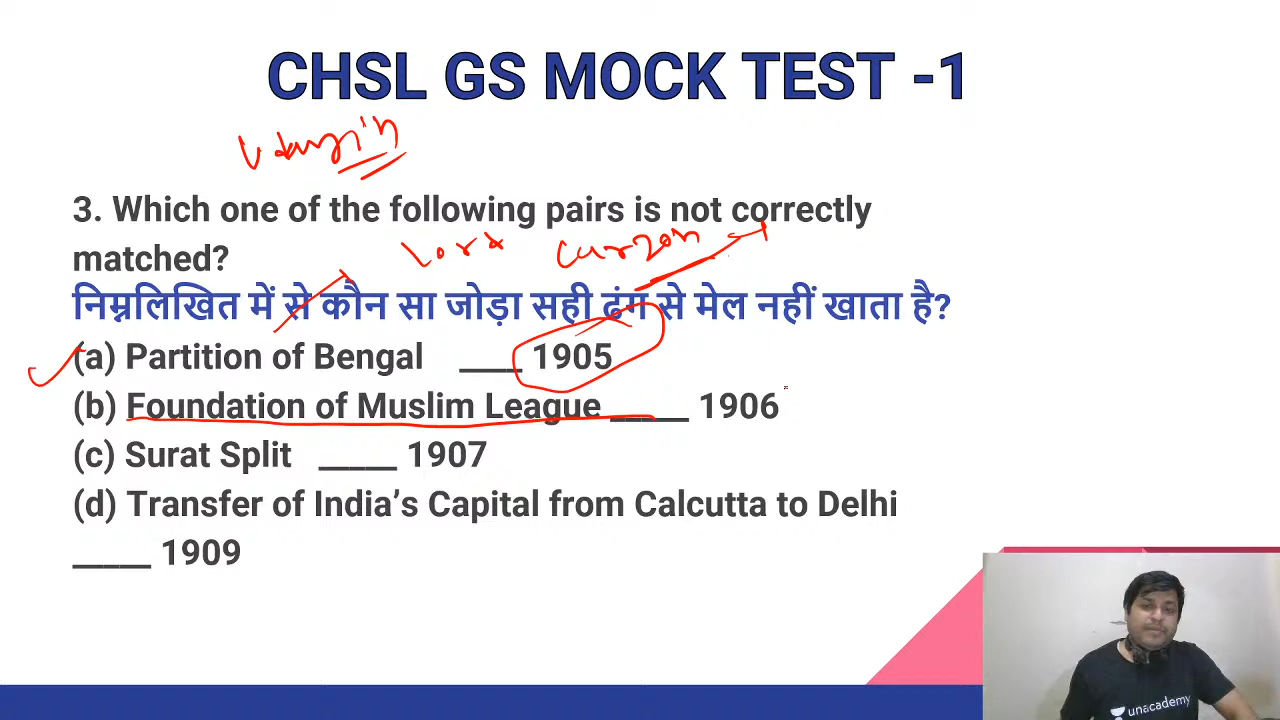 CHSL GS MOCK TEST -1
3. Which one of the following pairs is not correctly
matched?
Lord Curzon
निम्नलिखित में से कौन सा जोड़ा सही ढंग से मेल नहीं खाता है?
(a) Partition of Bengal ____ 1905
(b) Foundation of Muslim League _____ 1906
(c) Surat Split _____ 1907
(d) Transfer of India’s Capital from Calcutta to Delhi
_____ 1909
unacademy